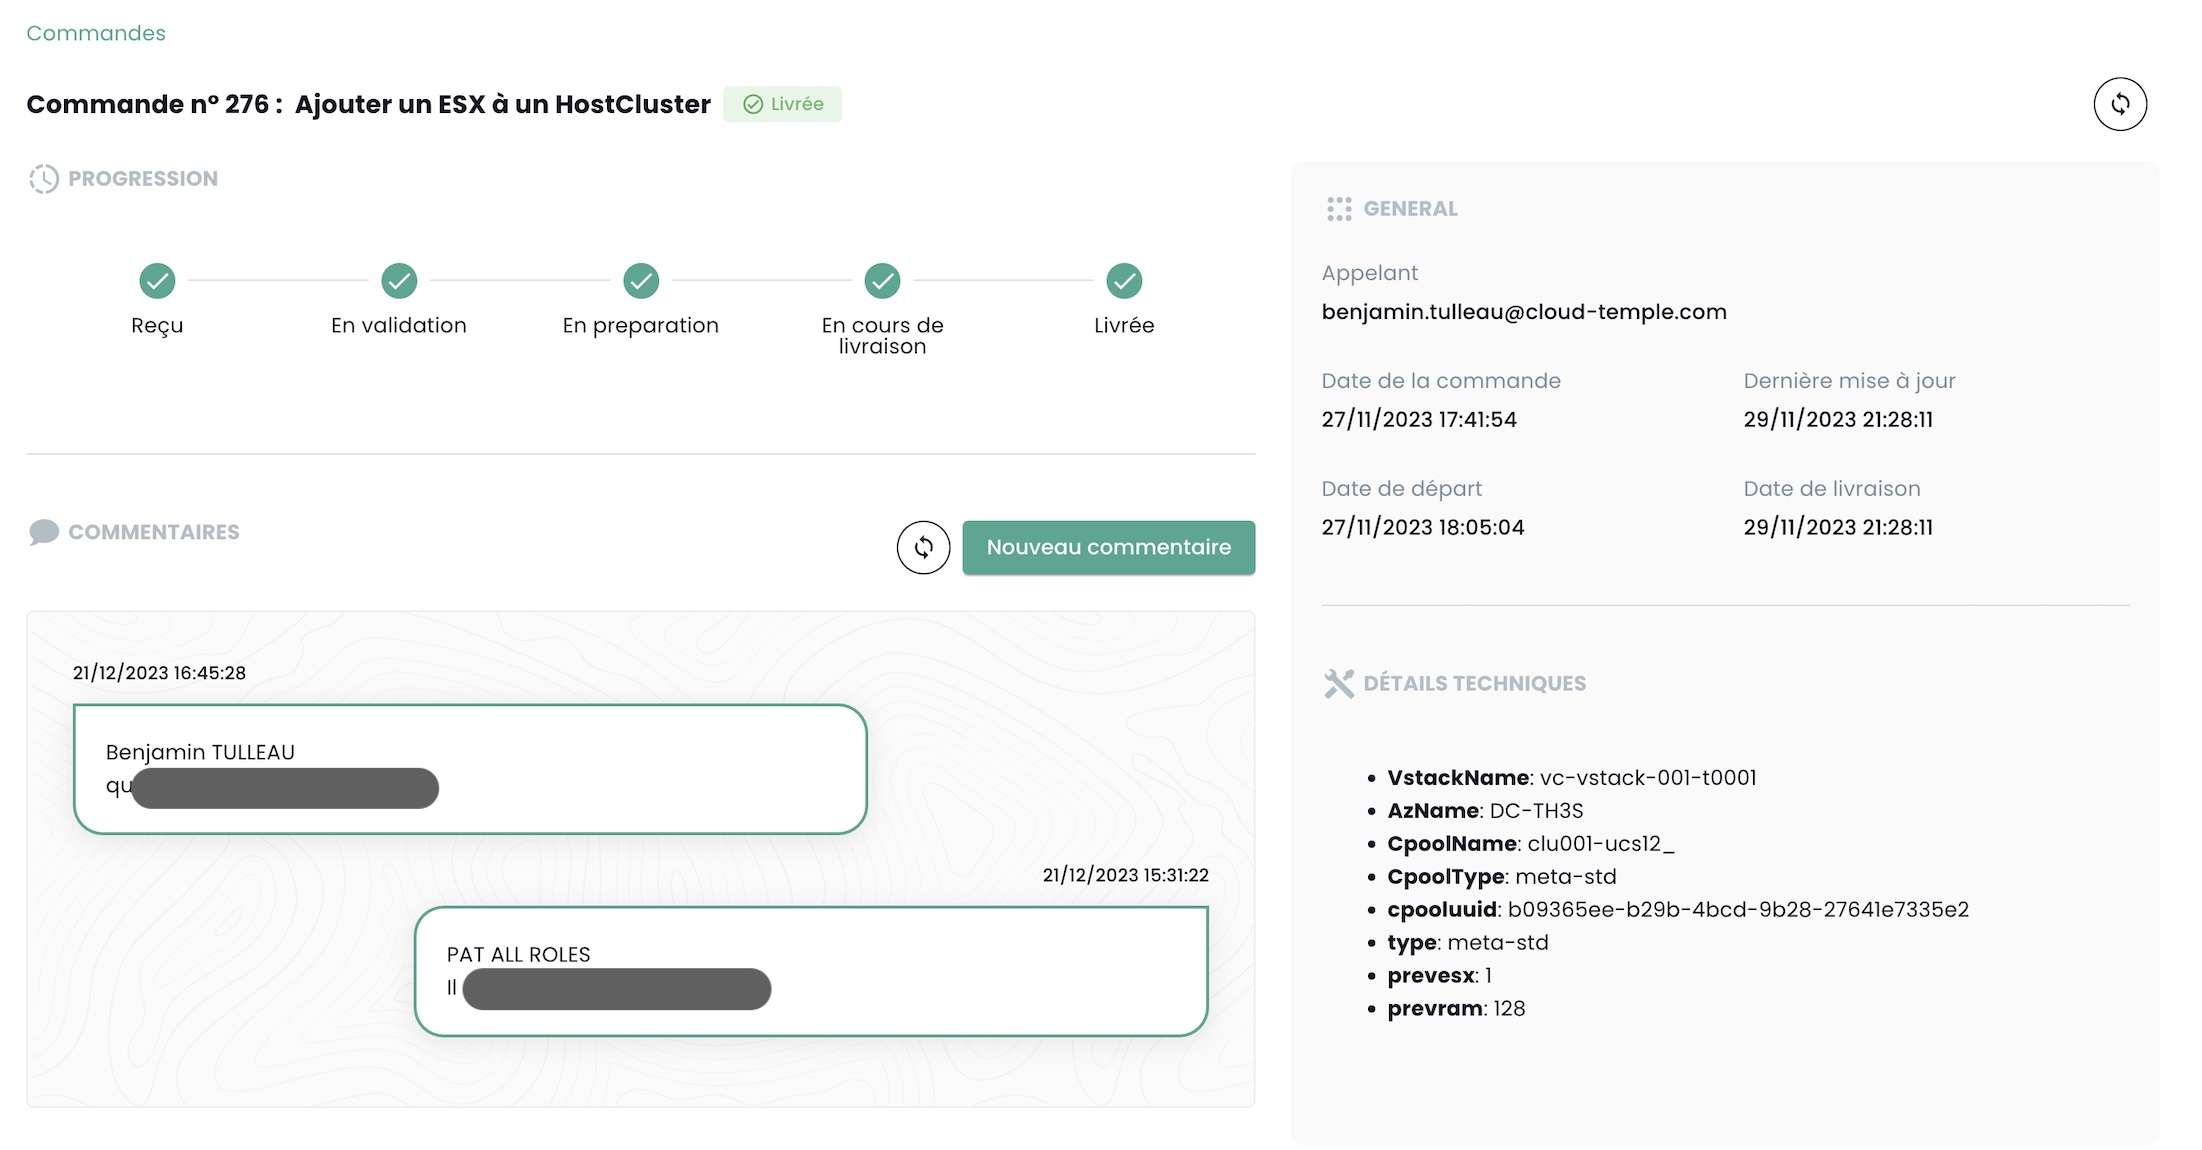 Commandes
Commande n° 276 : Ajouter un ESX à un HostCluster
Livrée
PROGRESSION
Reçu
En validation
En preparation
En cours de
livraison
Livrée
COMMENTAIRES
Nouveau commentaire
21/12/2023 16:45:28
Benjamin TULLEAU
qu
21/12/2023 15:31:22
PAT ALL ROLES
Il
GENERAL
Appelant
benjamin.tulleau@cloud-temple.com
Date de la commande
27/11/2023 17:41:54
Dernière mise à jour
29/11/2023 21:28:11
Date de départ
27/11/2023 18:05:04
Date de livraison
29/11/2023 21:28:11
DÉTAILS TECHNIQUES
VstackName: vc-vstack-001-t0001
AzName: DC-TH3S
CpoolName: clu001-ucs12_
CpoolType: meta-std
cpooluuid: b09365ee-b29b-4bcd-9b28-27641e7335e2
type: meta-std
prevesx: 1
prevram: 128